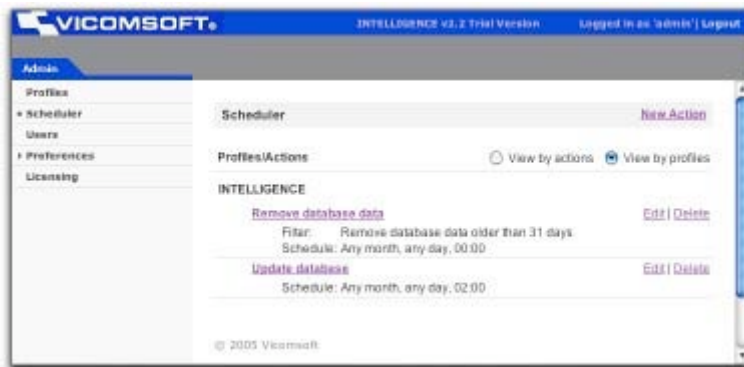 VICOMSOFT®
INTELLIGENCE v2.2 Trial Version
Logged in as 'admin' | Logout
Admin
Profiles
Scheduler
Users
Preferences
Licensing
Scheduler
New Action
Profiles/Actions
View by actions
View by profiles
INTELLIGENCE
Remove database data
Edit | Delete
Filter: Remove database data older than 31 days
Schedule: Any month, any day, 00:00
Update database
Edit | Delete
Schedule: Any month, any day, 02:00
© 2005 Vicomsoft